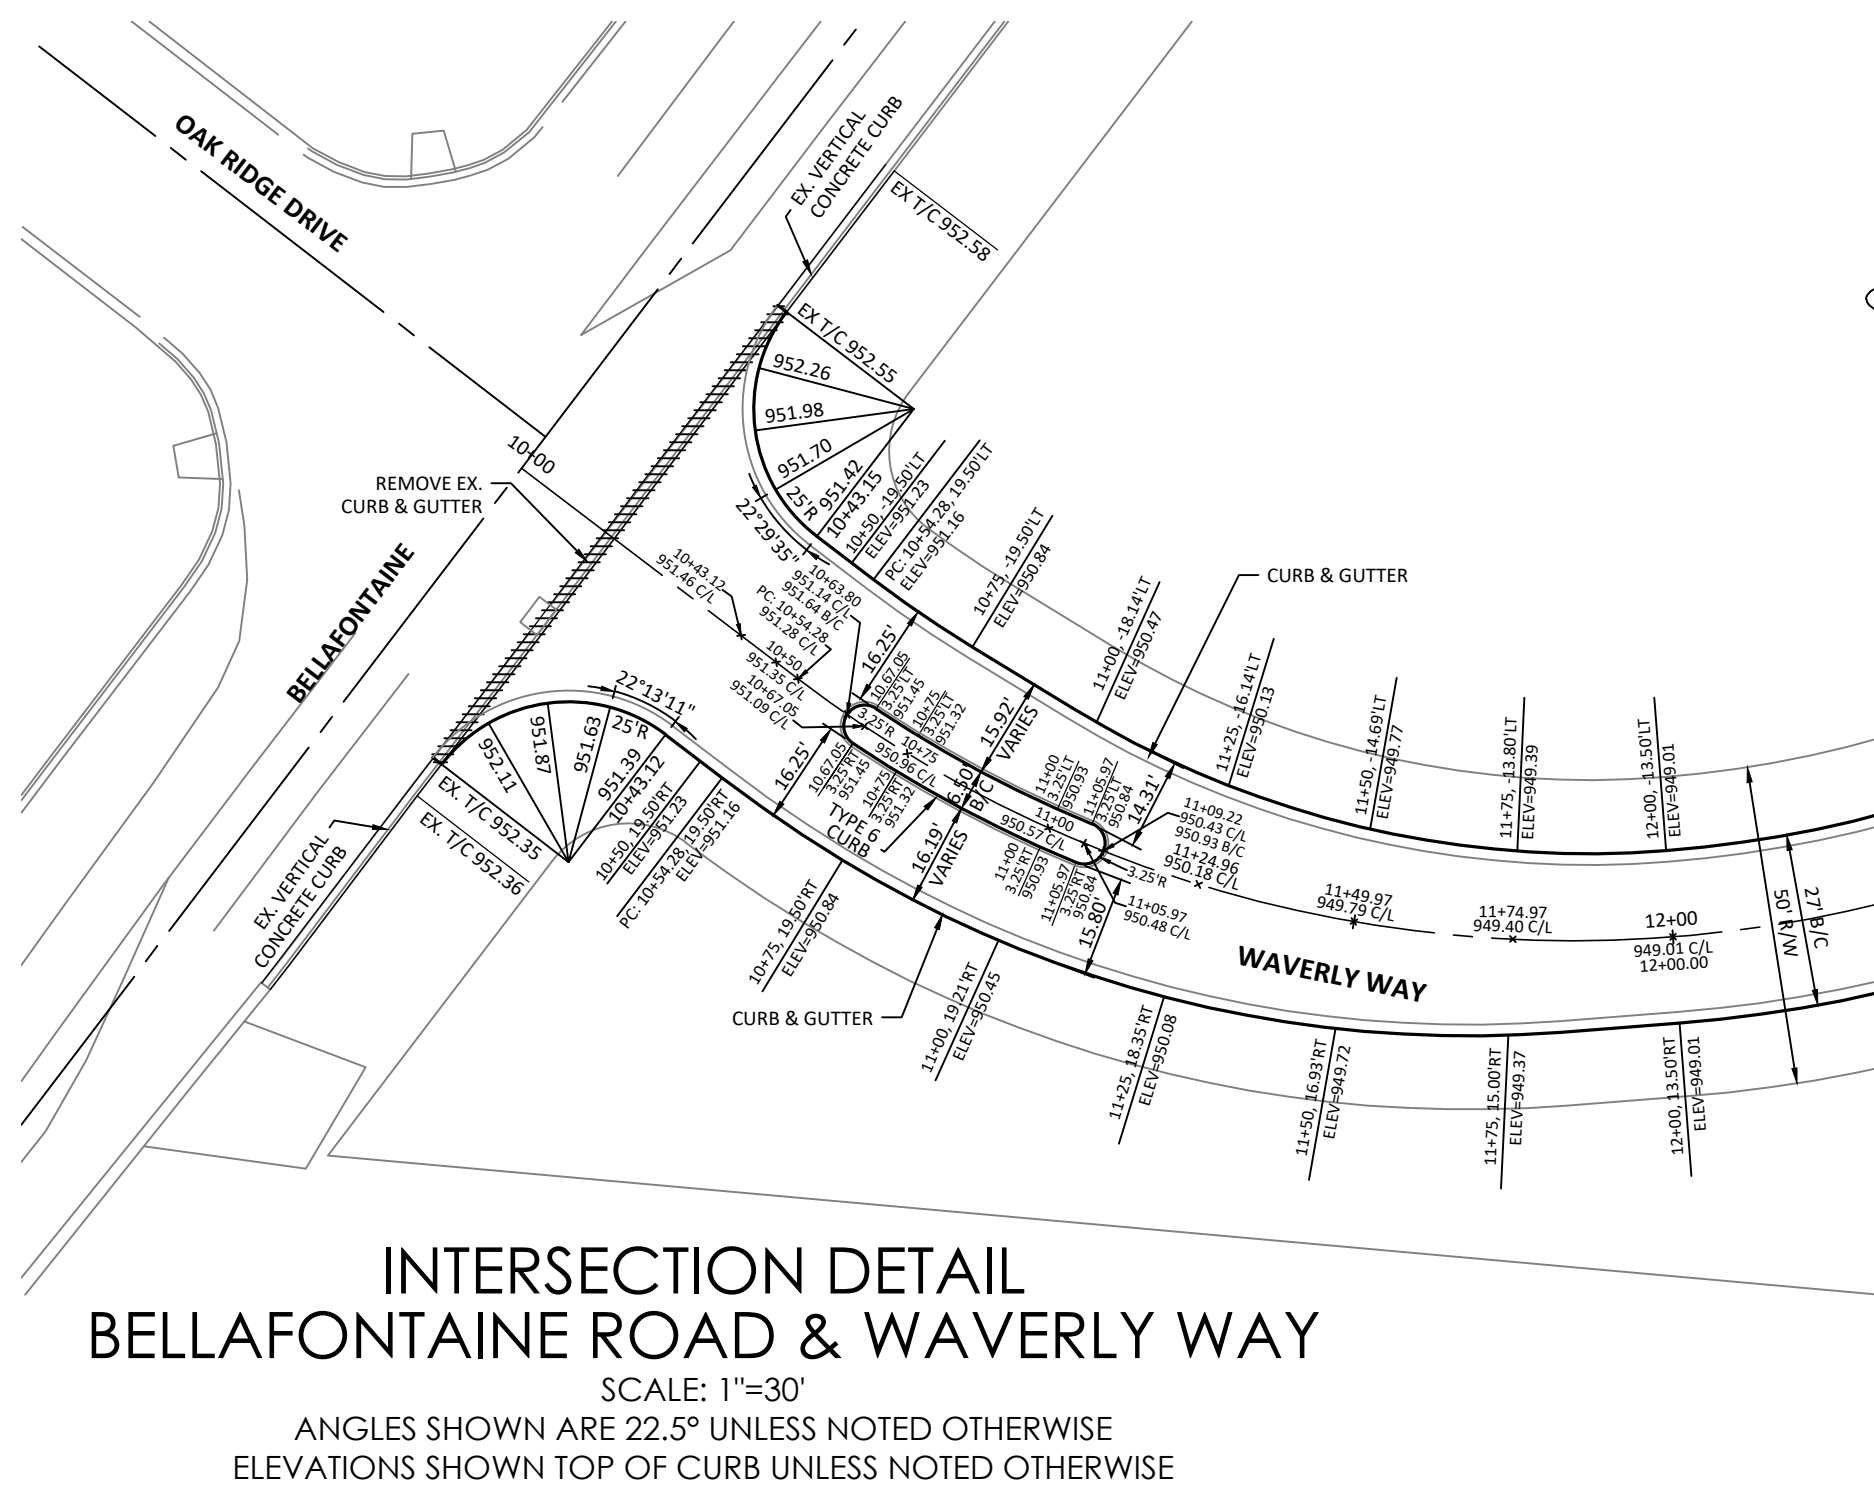 OAK RIDGE DRIVE
EX. VERTICAL
CONCRETE CURB
EX T/C 952.58
EX T/C 952.55
952.26
951.98
951.70
951.42
10+43.15
25'R
22°29'35"
10+50, -19.50'LT
ELEV=951.23
PC: 10+54.28, 19.50'LT
ELEV=951.16
10+75, -19.50'LT
ELEV=950.84
11+00, -18.14'LT
ELEV=950.47
CURB & GUTTER
11+25, -16.14'LT
ELEV=950.13
11+50, -14.69'LT
ELEV=949.77
11+75, -13.80'LT
ELEV=949.39
12+00, -13.50'LT
ELEV=949.01
10+00
REMOVE EX.
CURB & GUTTER
BELLAFONTAINE
10+43.12
951.46 C/L
10+63.80
951.14 C/L
951.64 B/C
PC: 10+54.28
951.28 C/L
10+50
951.35 C/L
10+67.05
951.09 C/L
16.25'
10.67.05
3.25'LT
951.45
10+75
3.25'LT
951.32
15.92'
VARIES
3.25'R
10+75
950.96 C/L
6.50'
B/C
11+00
3.25'LT
950.93
11+05.97
3.25'LT
950.84
14.31'
11+00
950.57 C/L
16.25'
10.67.05
3.25'RT
951.45
10+75
3.25'RT
951.32
TYPE 6
CURB
16.19'
VARIES
11+00
3.25'RT
950.93
11+05.97
3.25'RT
950.84
15.80'
3.25'R
11+09.22
950.43 C/L
950.93 B/C
11+24.96
950.18 C/L
11+05.97
950.48 C/L
11+49.97
949.79 C/L
11+74.97
949.40 C/L
12+00
949.01 C/L
12+00.00
27' B/C
50' R/W
WAVERLY WAY
22°13'11"
25'R
951.39
10+43.12
951.63
951.87
952.11
EX. T/C 952.35
EX. T/C 952.36
EX. VERTICAL
CONCRETE CURB
10+50, 19.50'RT
ELEV=951.23
PC: 10+54.28, 19.50'RT
ELEV=951.16
10+75, 19.50'RT
ELEV=950.84
CURB & GUTTER
11+00, 19.21'RT
ELEV=950.45
11+25, 18.35'RT
ELEV=950.08
11+50, 16.93'RT
ELEV=949.72
11+75, 15.00'RT
ELEV=949.37
12+00, 13.50'RT
ELEV=949.01
INTERSECTION DETAIL
BELLAFONTAINE ROAD & WAVERLY WAY
SCALE: 1"=30'
ANGLES SHOWN ARE 22.5° UNLESS NOTED OTHERWISE
ELEVATIONS SHOWN TOP OF CURB UNLESS NOTED OTHERWISE